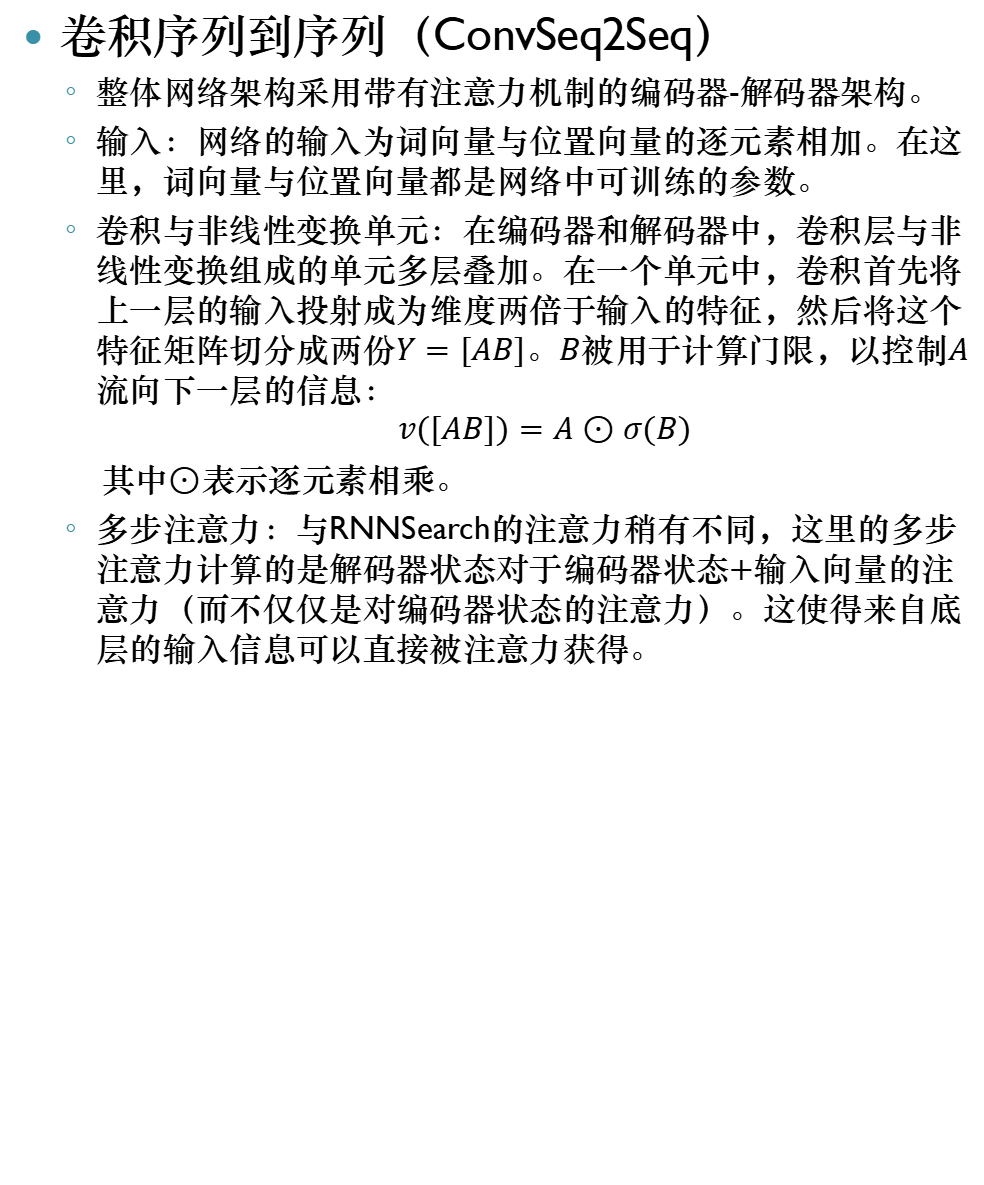 • 卷积序列到序列（ConvSeq2Seq）
◦ 整体网络架构采用带有注意力机制的编码器-解码器架构。
◦ 输入：网络的输入为词向量与位置向量的逐元素相加。在这
里，词向量与位置向量都是网络中可训练的参数。
◦ 卷积与非线性变换单元：在编码器和解码器中，卷积层与非
线性变换组成的单元多层叠加。在一个单元中，卷积首先将
上一层的输入投射成为维度两倍于输入的特征，然后将这个
特征矩阵切分成两份Y = [AB]。B被用于计算门限，以控制A
流向下一层的信息：
v([AB]) = A ⊙ σ(B)
其中⊙表示逐元素相乘。
◦ 多步注意力：与RNNSearch的注意力稍有不同，这里的多步
注意力计算的是解码器状态对于编码器状态+输入向量的注
意力（而不仅仅是对编码器状态的注意力）。这使得来自底
层的输入信息可以直接被注意力获得。